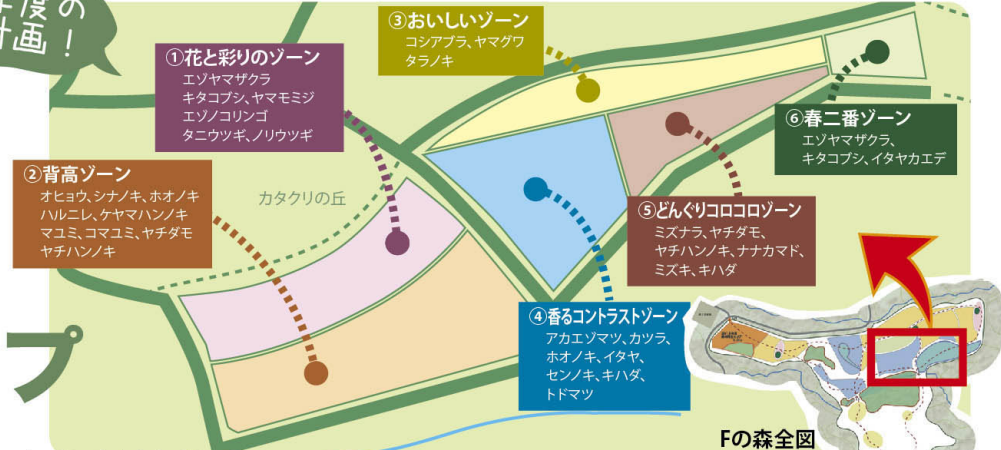 度の
計画！
①花と彩りのゾーン
エゾヤマザクラ
キタコブシ、ヤマモミジ
エゾノコリンゴ
タニウツギ、ノリウツギ
②背高ゾーン
オヒョウ、シナノキ、ホオノキ
ハルニレ、ケヤマハンノキ
マユミ、コマユミ、ヤチダモ
ヤチハンノキ
③おいしいゾーン
コシアブラ、ヤマグワ
タラノキ
カタクリの丘
④香るコントラストゾーン
アカエゾマツ、カツラ、
ホオノキ、イタヤ、
センノキ、キハダ、
トドマツ
⑤どんぐりコロコロゾーン
ミズナラ、ヤチダモ、
ヤチハンノキ、ナナカマド、
ミズキ、キハダ
⑥春二番ゾーン
エゾヤマザクラ、
キタコブシ、イタヤカエデ
プ
Fの森全図